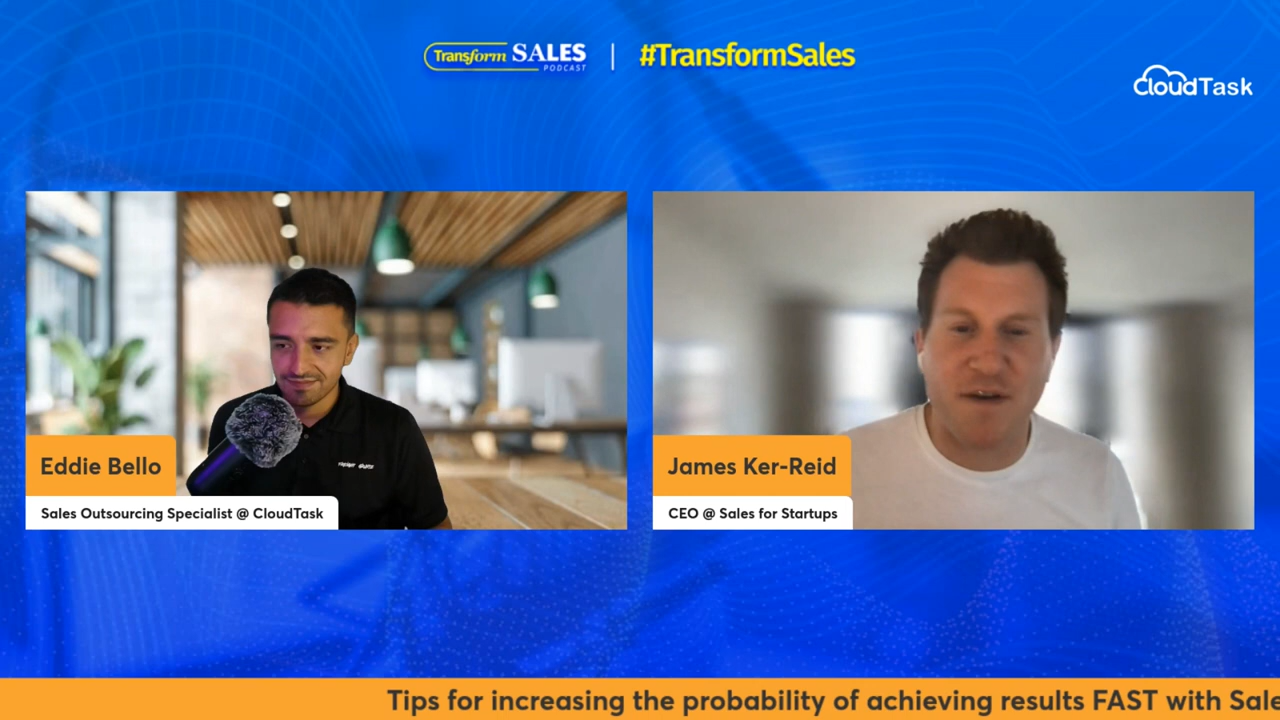 Transform SALES
PODCAST
#TransformSales
CloudTask
Eddie Bello
Sales Outsourcing Specialist @ CloudTask
James Ker-Reid
CEO @ Sales for Startups
Tips for increasing the probability of achieving results FAST with Sale